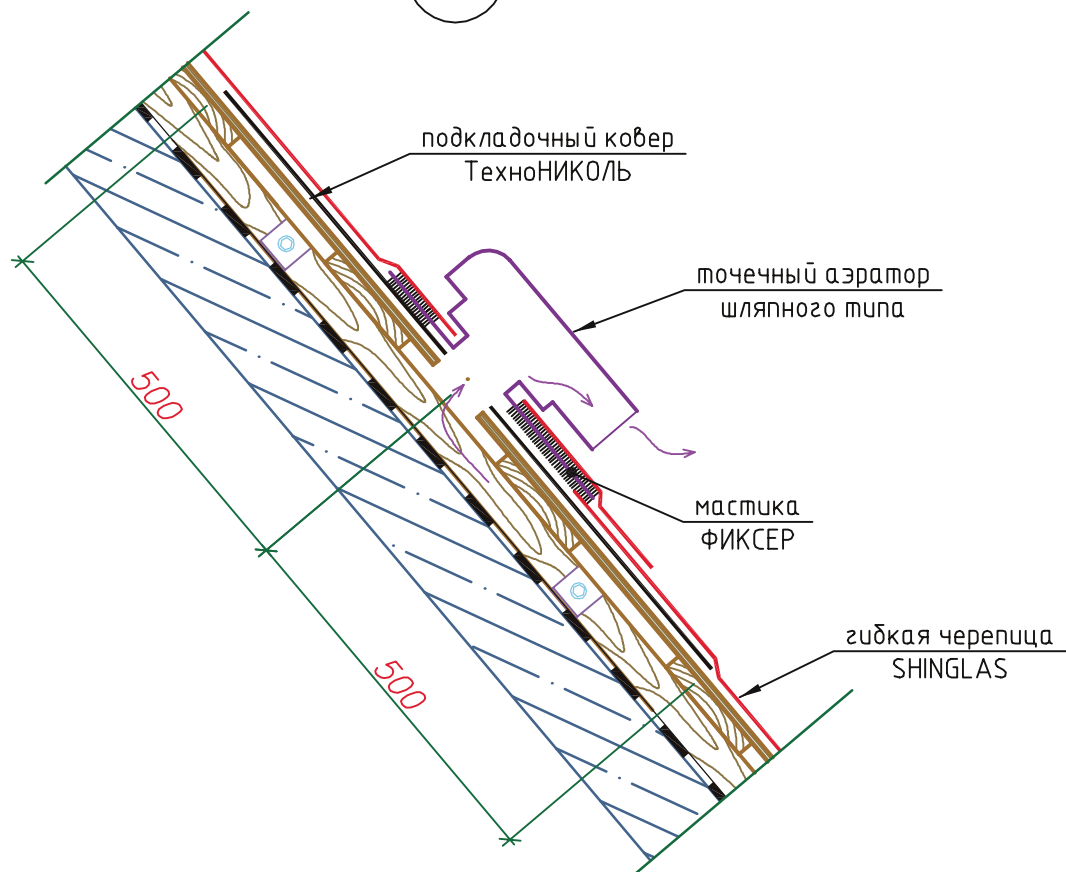 подкладочный ковер
ТехноНИКОЛЬ
точечный аэратор
шляпного типа
500
мастика
ФИКСЕР
500
гибкая черепица
SHINGLAS